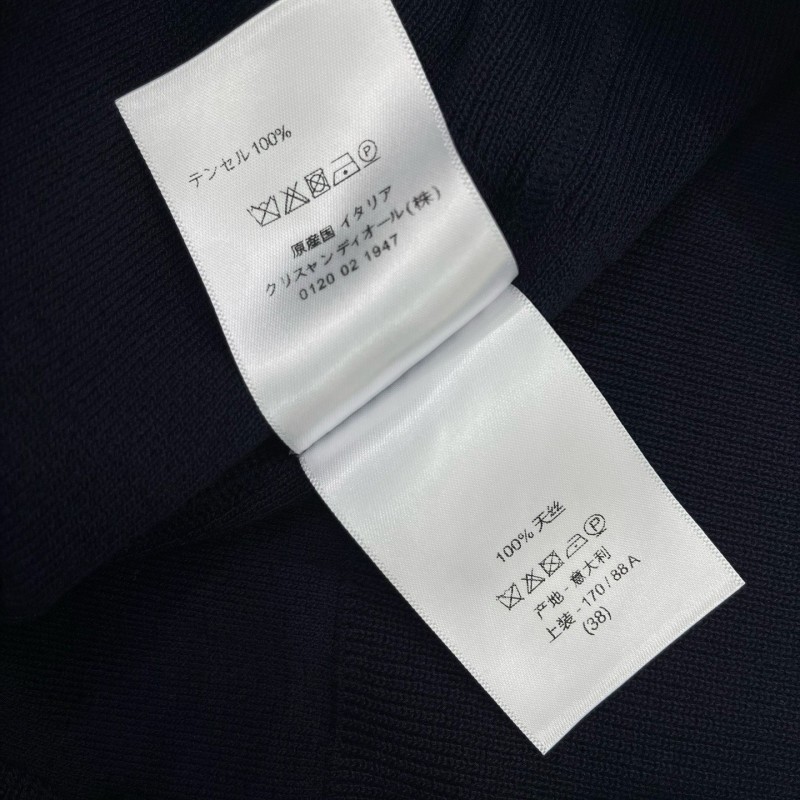 テンセル 100%
原産国 イタリア
クリスャン ディオール(株)
0120 02 1947
100% 天丝
产地 - 意大利
上装 - 170 / 88A
(38)